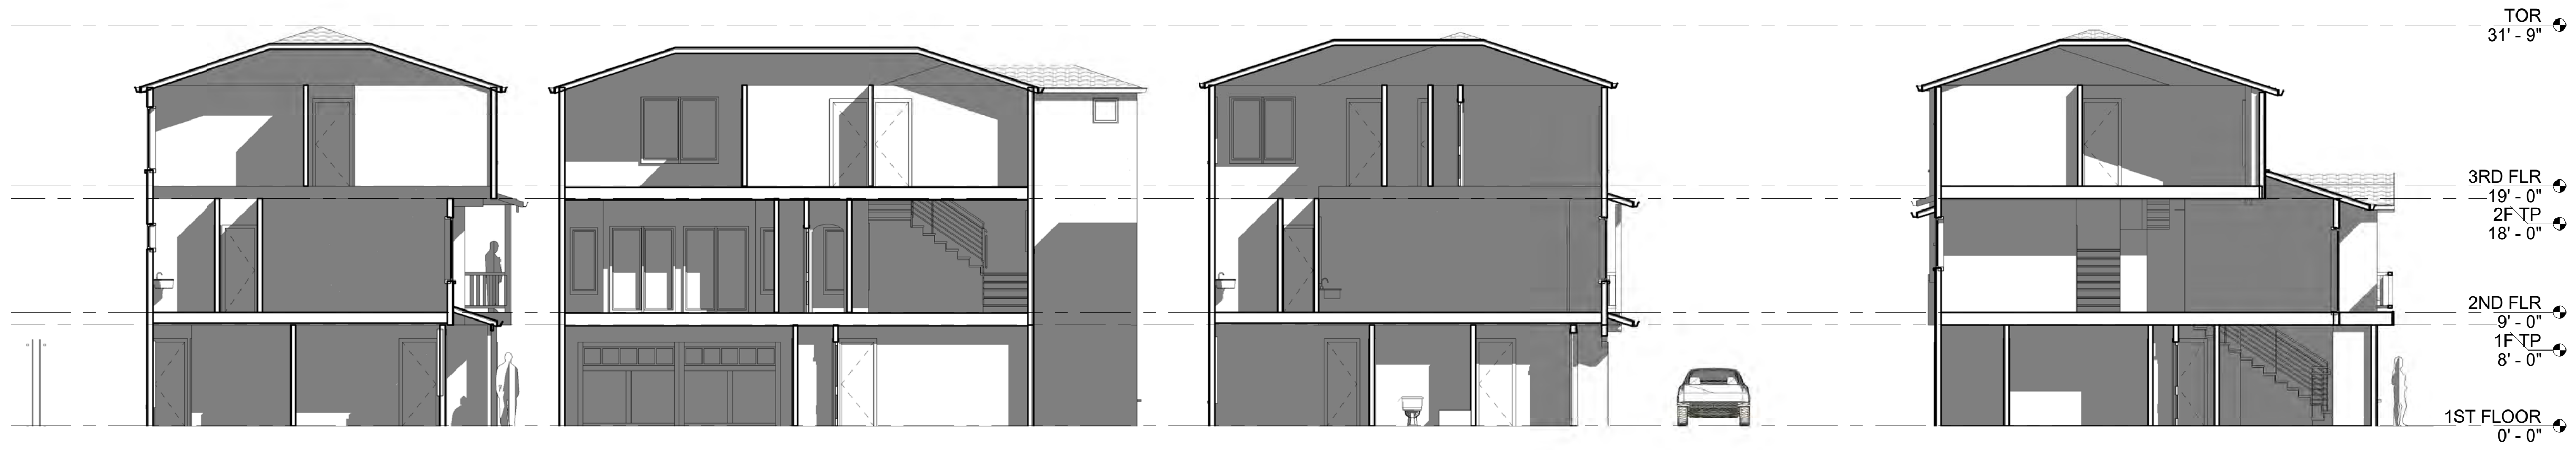 TOR
31' - 9"
3RD FLR
19' - 0"
2F TP
18' - 0"
2ND FLR
9' - 0"
1F TP
8' - 0"
1ST FLOOR
0' - 0"